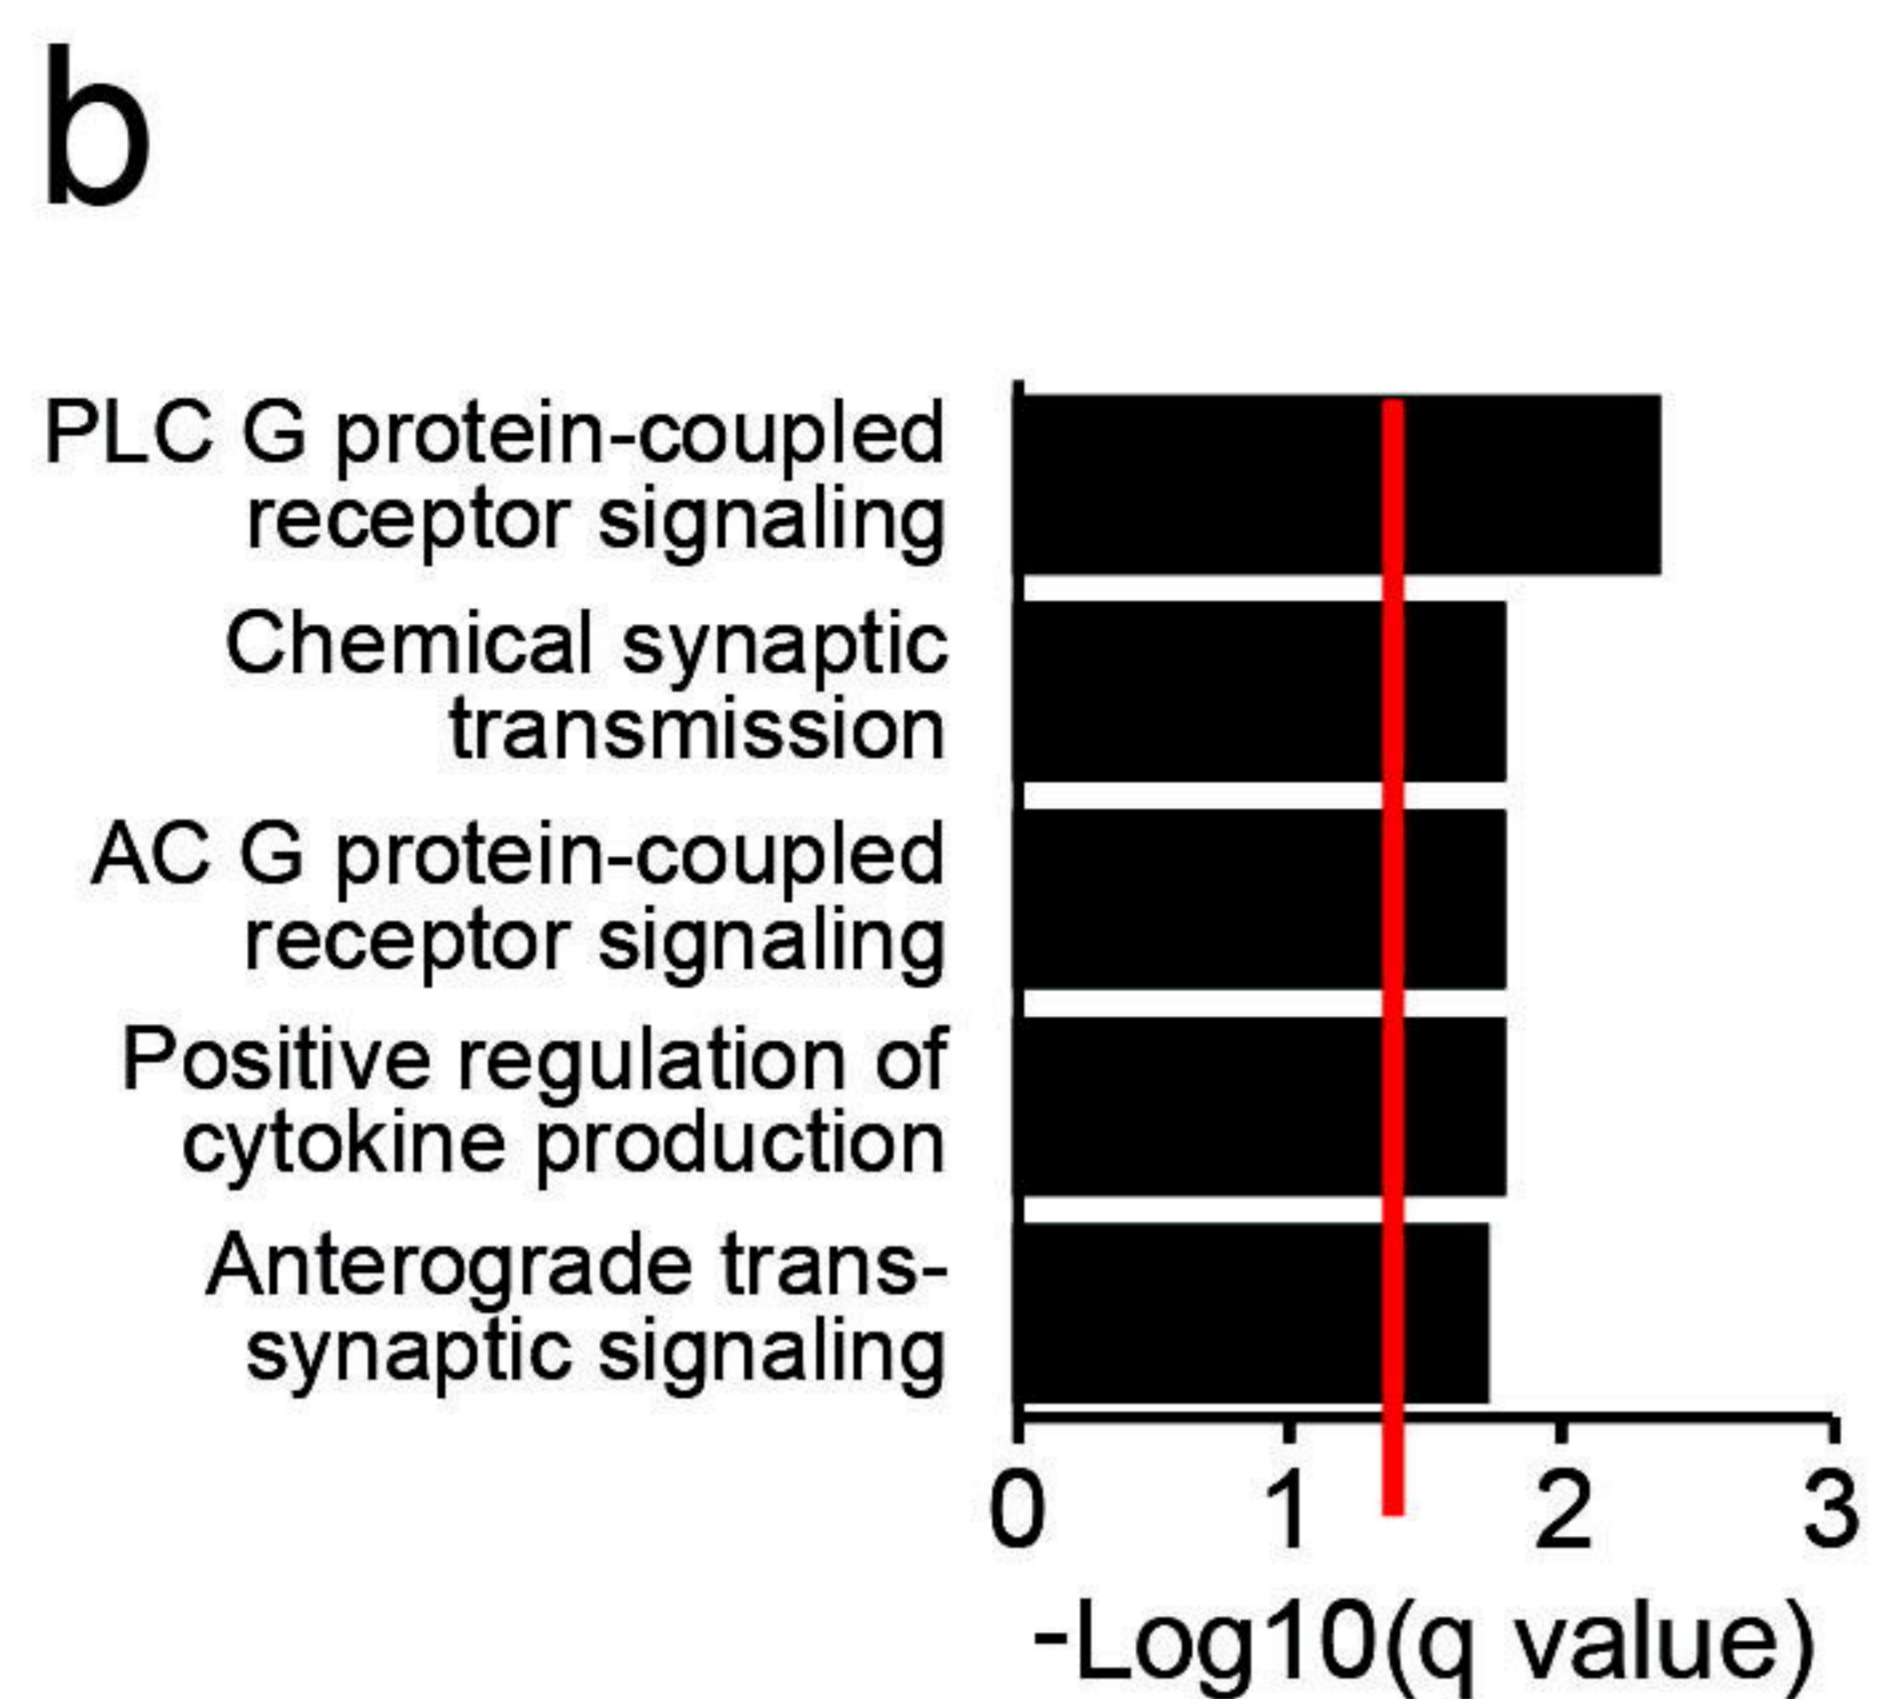 b
PLC G protein-coupled
receptor signaling
Chemical synaptic
transmission
AC G protein-coupled
receptor signaling
Positive regulation of
cytokine production
Anterograde trans-
synaptic signaling
0 1 2 3
-Log10(q value)